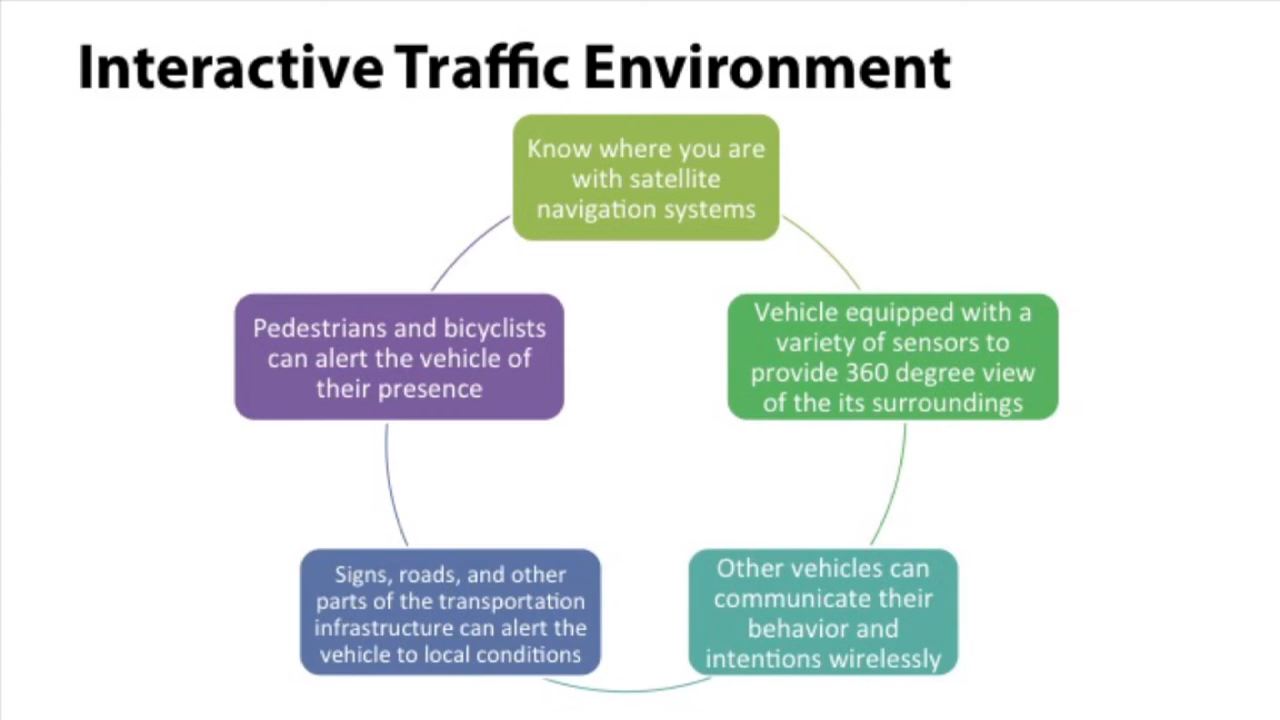 Interactive Traffic Environment
Know where you are
with satellite
navigation systems
Vehicle equipped with a
variety of sensors to
provide 360 degree view
of the its surroundings
Other vehicles can
communicate their
behavior and
intentions wirelessly
Signs, roads, and other
parts of the transportation
infrastructure can alert the
vehicle to local conditions
Pedestrians and bicyclists
can alert the vehicle of
their presence